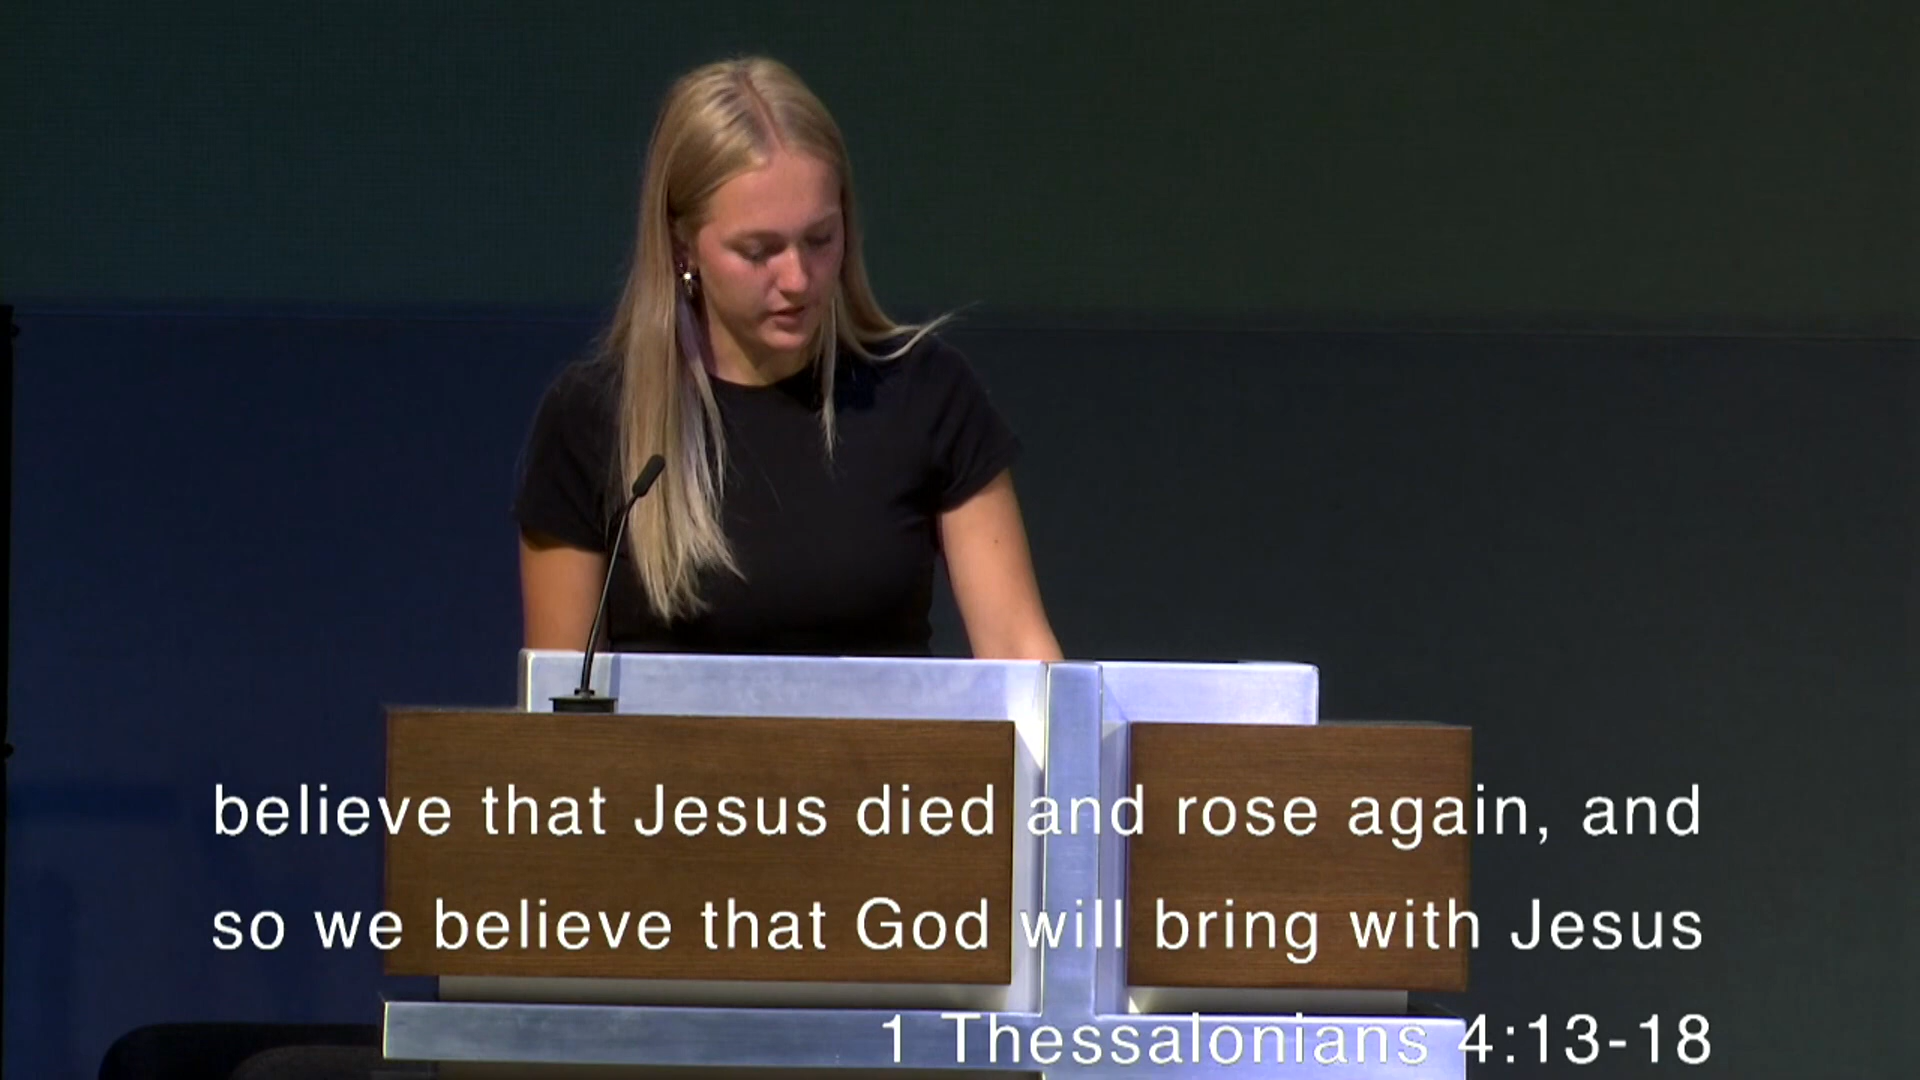 believe that Jesus died and rose again, and
so we believe that God will bring with Jesus
1 Thessalonians 4:13-18